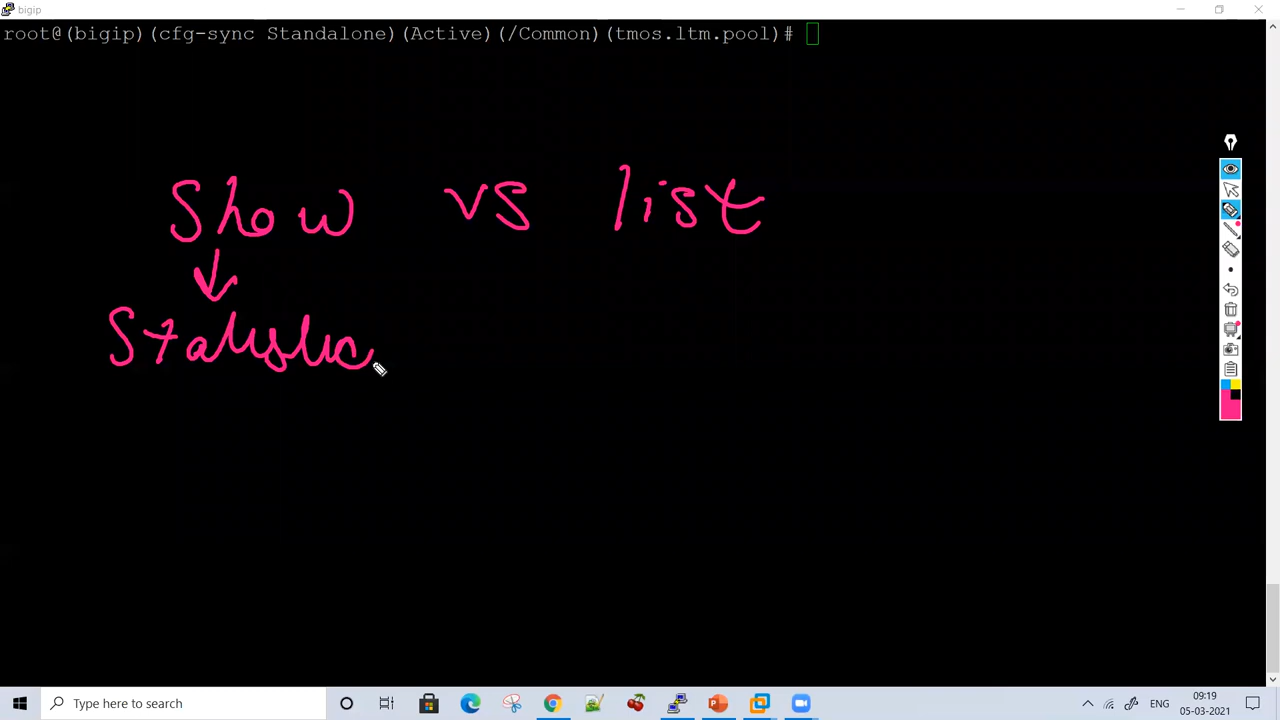 bigip
root@(bigip)(cfg-sync Standalone)(Active)(/Common)(tmos.ltm.pool)#
Show vs list
Statistic
Type here to search
ENG
09:19
05-03-2021